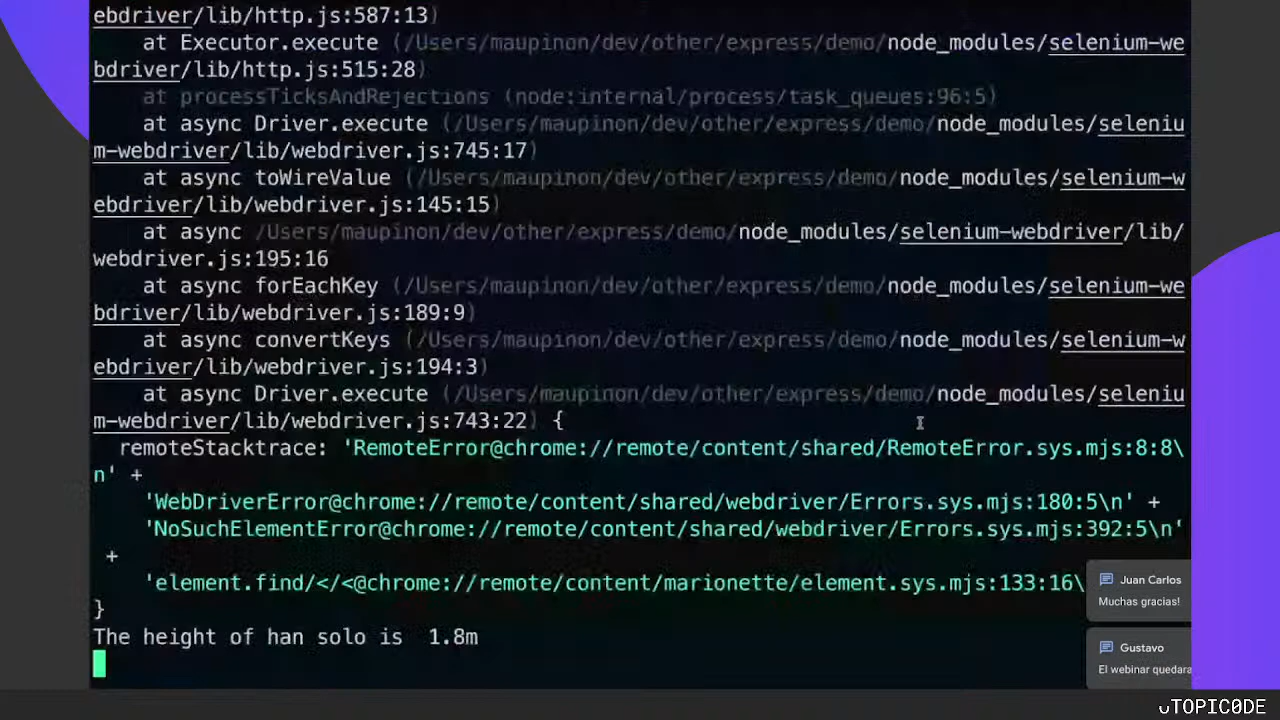 ebdriver/lib/http.js:587:13)
    at Executor.execute (/Users/maupinon/dev/other/express/demo/node_modules/selenium-we
bdriver/lib/http.js:515:28)
    at processTicksAndRejections (node:internal/process/task_queues:96:5)
    at async Driver.execute (/Users/maupinon/dev/other/express/demo/node_modules/seleniu
m-webdriver/lib/webdriver.js:745:17)
    at async toWireValue (/Users/maupinon/dev/other/express/demo/node_modules/selenium-w
ebdriver/lib/webdriver.js:145:15)
    at async /Users/maupinon/dev/other/express/demo/node_modules/selenium-webdriver/lib/
webdriver.js:195:16
    at async forEachKey (/Users/maupinon/dev/other/express/demo/node_modules/selenium-we
bdriver/lib/webdriver.js:189:9)
    at async convertKeys (/Users/maupinon/dev/other/express/demo/node_modules/selenium-w
ebdriver/lib/webdriver.js:194:3)
    at async Driver.execute (/Users/maupinon/dev/other/express/demo/node_modules/seleniu
m-webdriver/lib/webdriver.js:743:22) {
  remoteStacktrace: 'RemoteError@chrome://remote/content/shared/RemoteError.sys.mjs:8:8\
n' +
    'WebDriverError@chrome://remote/content/shared/webdriver/Errors.sys.mjs:180:5\n' +
    'NoSuchElementError@chrome://remote/content/shared/webdriver/Errors.sys.mjs:392:5\n'
 +
    'element.find/</<@chrome://remote/content/marionette/element.sys.mjs:133:16\
}
The height of han solo is  1.8m
Juan Carlos
Muchas gracias!
Gustavo
El webinar quedara
uTOPIC0DE